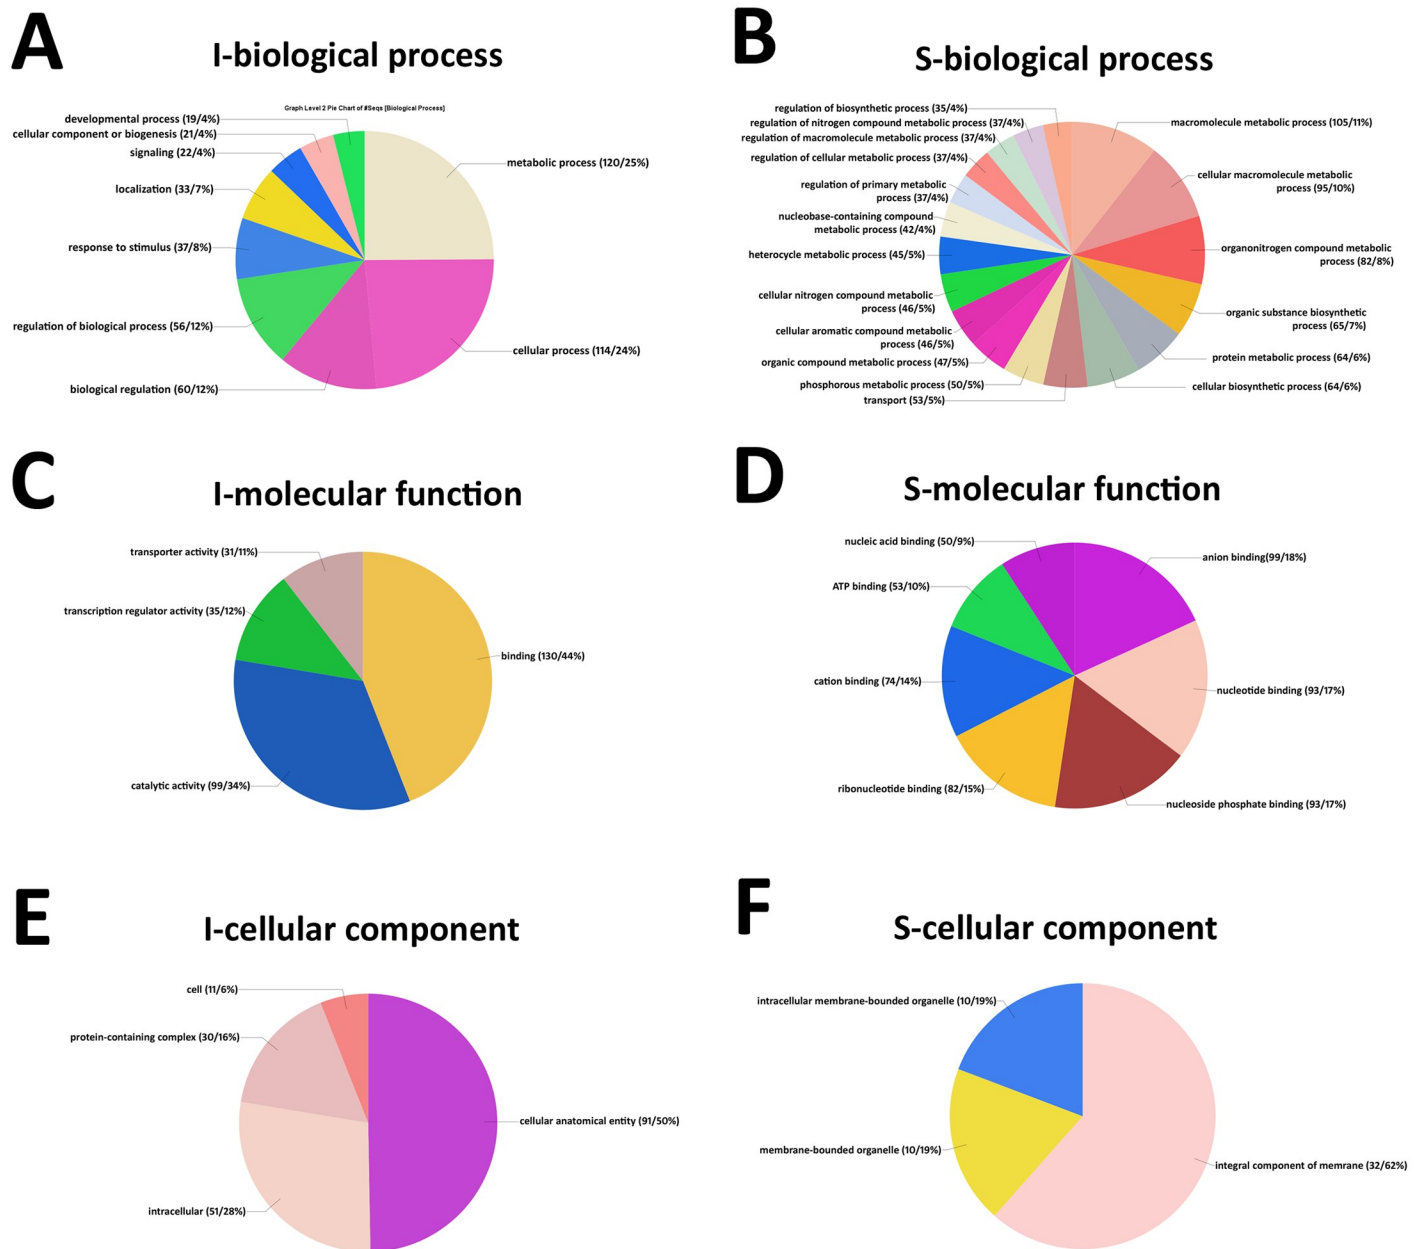 A
I-biological process
Graph Level 2 Pie Chart of #Seqs [Biological Process]
developmental process (19/4%)
cellular component or biogenesis (21/4%)
signaling (22/4%)
localization (33/7%)
response to stimulus (37/8%)
regulation of biological process (56/12%)
biological regulation (60/12%)
metabolic process (120/25%)
cellular process (114/24%)
B
S-biological process
regulation of biosynthetic process (35/4%)
regulation of nitrogen compound metabolic process (37/4%)
regulation of macromolecule metabolic process (37/4%)
regulation of cellular metabolic process (37/4%)
regulation of primary metabolic
process (37/4%)
nucleobase-containing compound
metabolic process (42/4%)
heterocycle metabolic process (45/5%)
cellular nitrogen compound metabolic
process (46/5%)
cellular aromatic compound metabolic
process (46/5%)
organic compound metabolic process (47/5%)
phosphorous metabolic process (50/5%)
transport (53/5%)
macromolecule metabolic process (105/11%)
cellular macromolecule metabolic
process (95/10%)
organonitrogen compound metabolic
process (82/8%)
organic substance biosynthetic
process (65/7%)
protein metabolic process (64/6%)
cellular biosynthetic process (64/6%)
C
I-molecular function
transporter activity (31/11%)
transcription regulator activity (35/12%)
binding (130/44%)
catalytic activity (99/34%)
D
S-molecular function
nucleic acid binding (50/9%)
ATP binding (53/10%)
cation binding (74/14%)
ribonucleotide binding (82/15%)
anion binding(99/18%)
nucleotide binding (93/17%)
nucleoside phosphate binding (93/17%)
E
I-cellular component
cell (11/6%)
protein-containing complex (30/16%)
cellular anatomical entity (91/50%)
intracellular (51/28%)
F
S-cellular component
intracellular membrane-bounded organelle (10/19%)
membrane-bounded organelle (10/19%)
integral component of memrane (32/62%)